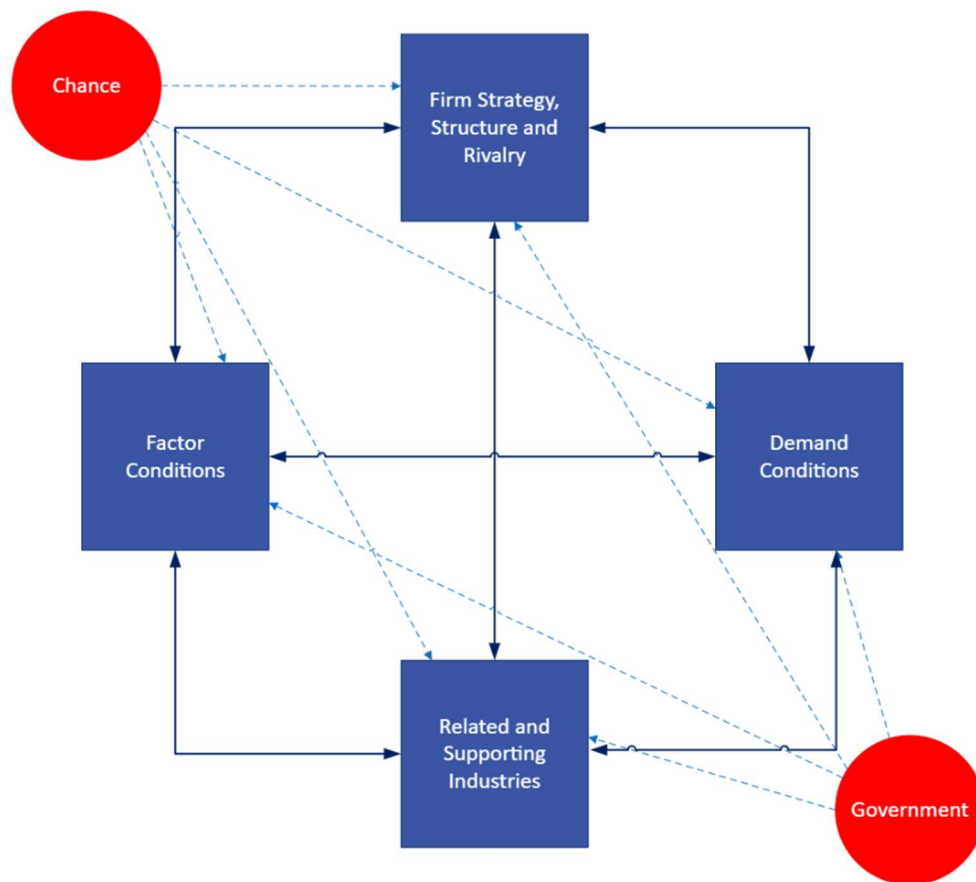 Chance
Firm Strategy,
Structure and
Rivalry
Factor
Conditions
Demand
Conditions
Related and
Supporting
Industries
Government